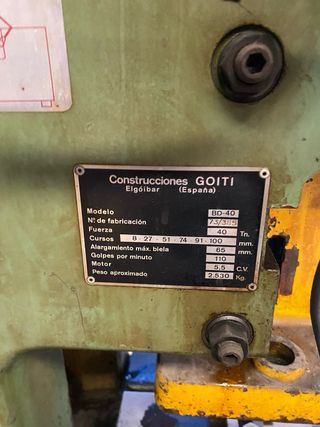 Construcciones GOITI
Elgóibar (España)
Modelo BD-40
Nº de fabricación 73/385
Fuerza 40 Tn.
Cursos 8-27-51-74-91-100 mm.
Alargamiento máx. biela 65 mm.
Golpes por minuto 110
Motor 5,5 C.V.
Peso aproximado 2.530 Kg.